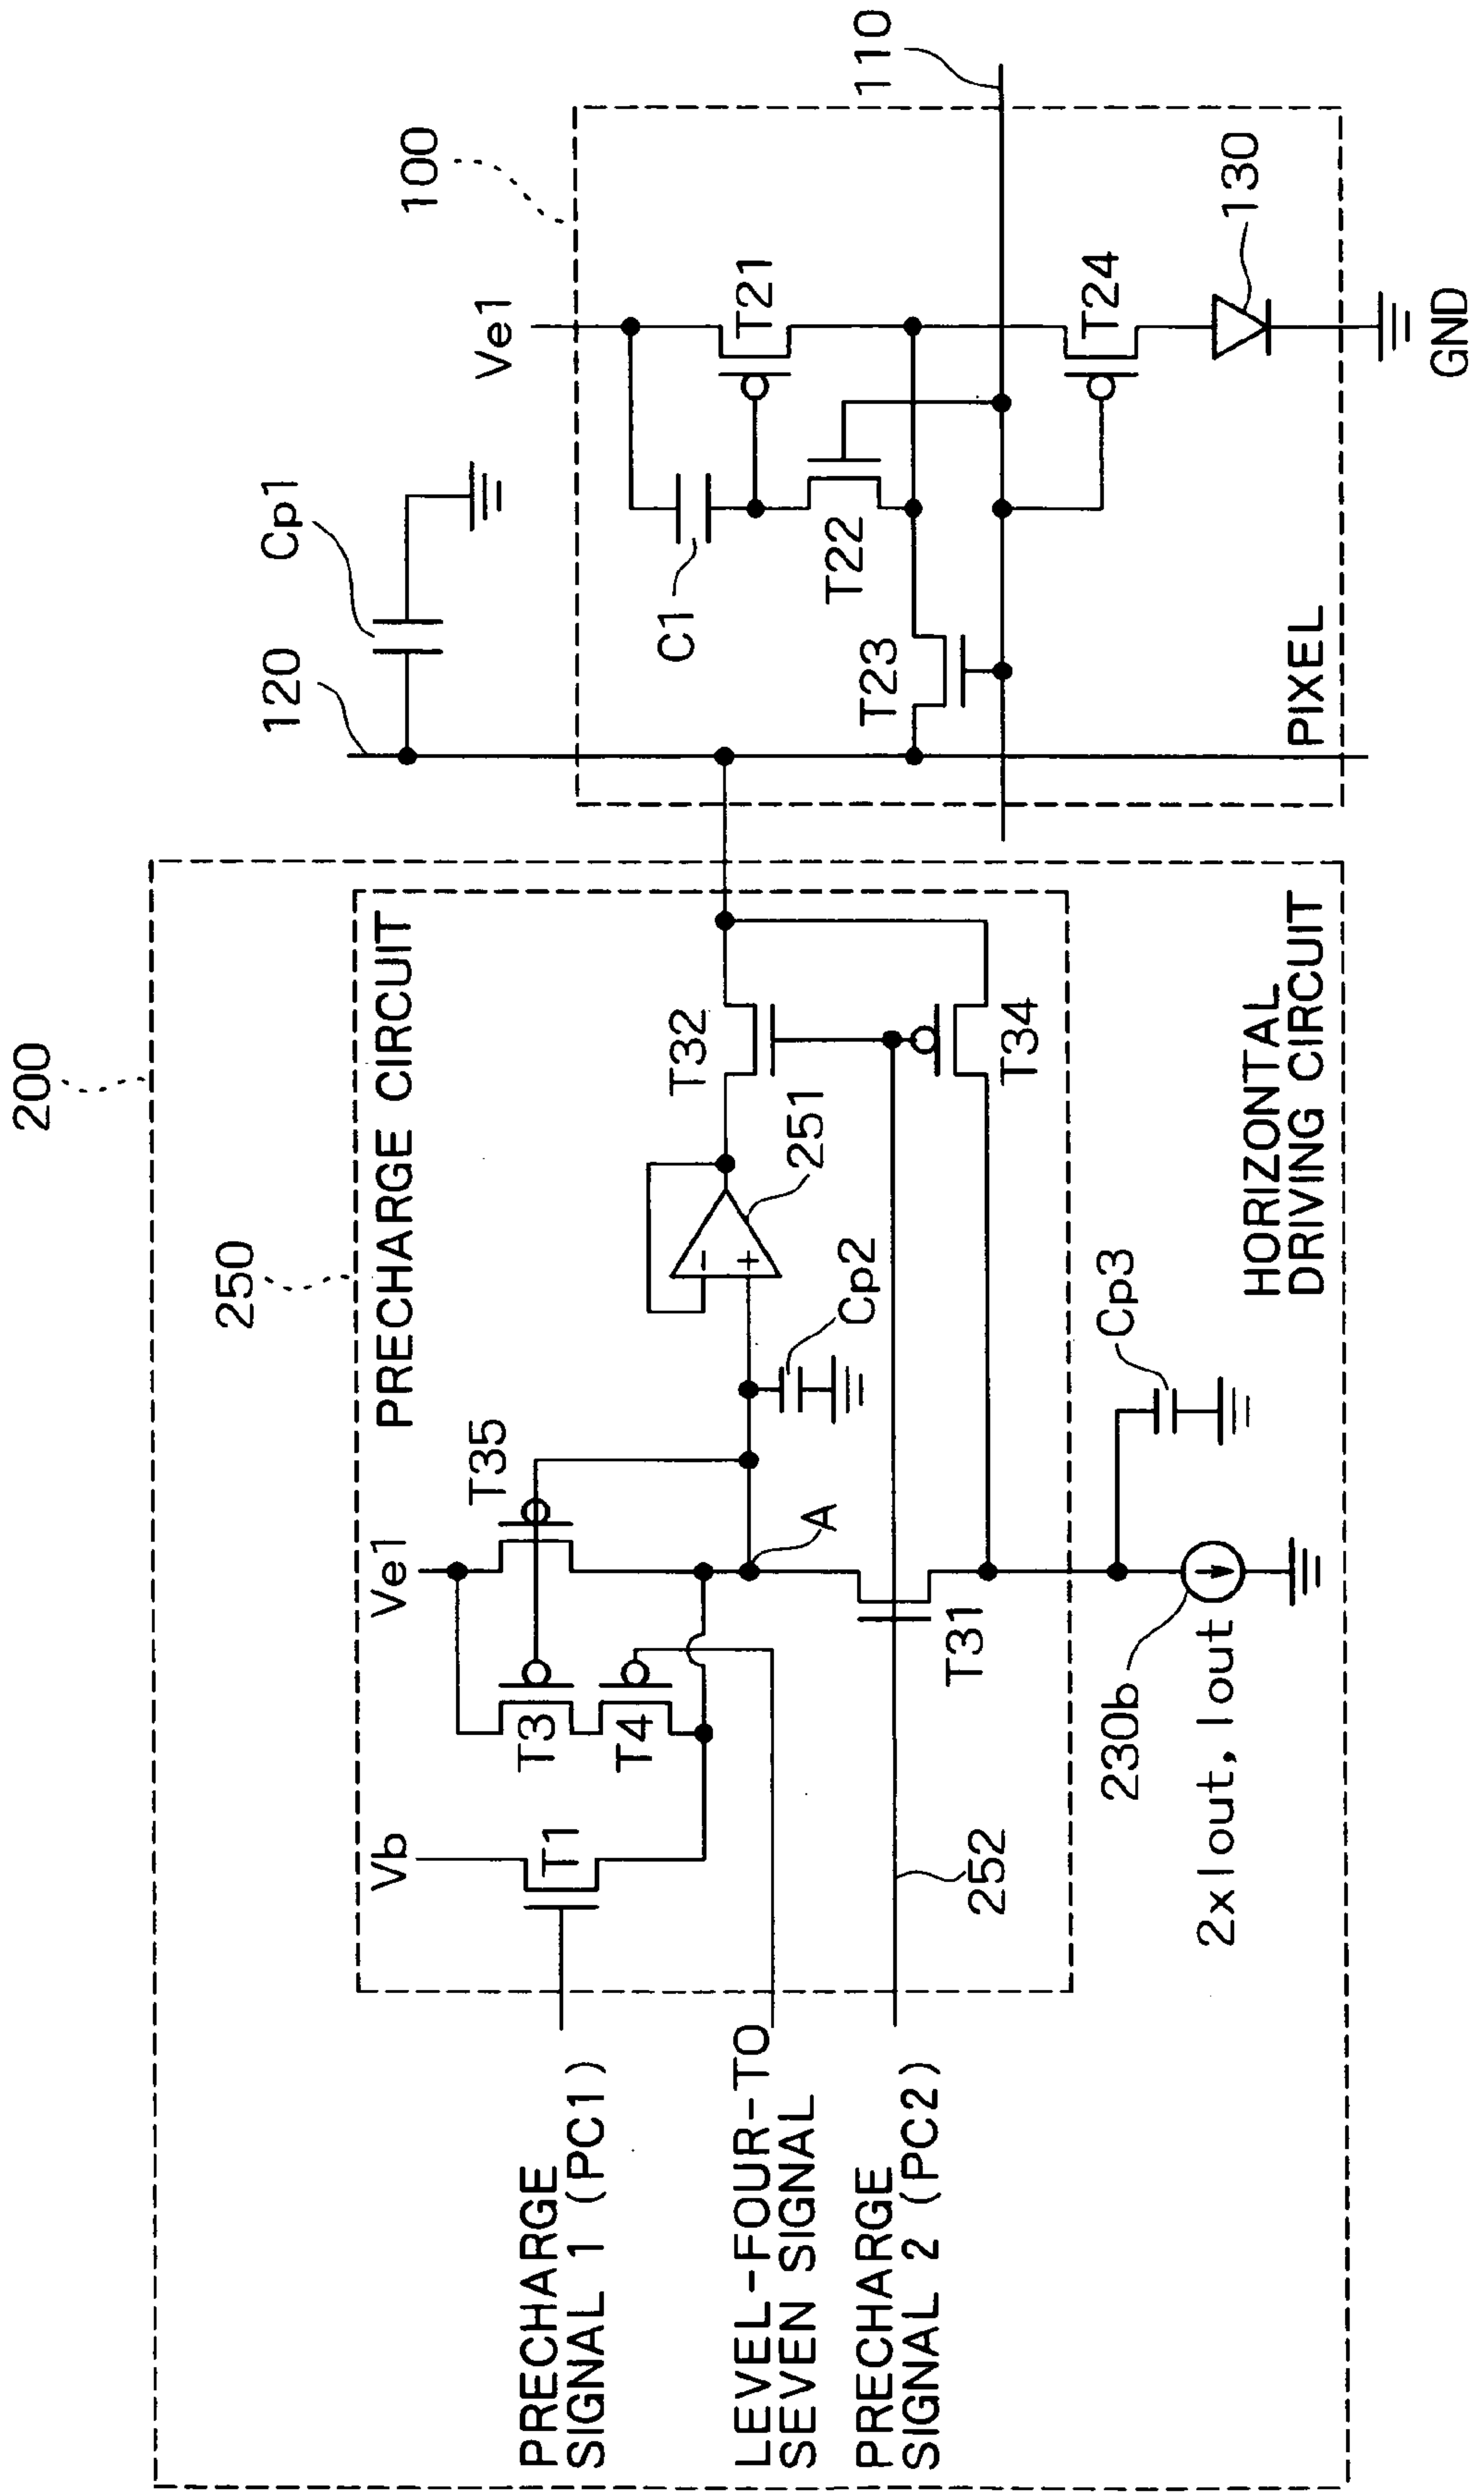 200
250
PRECHARGE CIRCUIT
Vb
Ve1
T35
T1
T3
T4
A
Cp2
251
T32
T31
T34
252
PRECHARGE
SIGNAL 1 (PC1)
LEVEL-FOUR-TO
SEVEN SIGNAL
PRECHARGE
SIGNAL 2 (PC2)
230b
2xIout, Iout
Cp3
HORIZONTAL
DRIVING CIRCUIT
120
Cp1
Ve1
100
C1
T21
T22
T23
T24
110
130
PIXEL
GND
- +